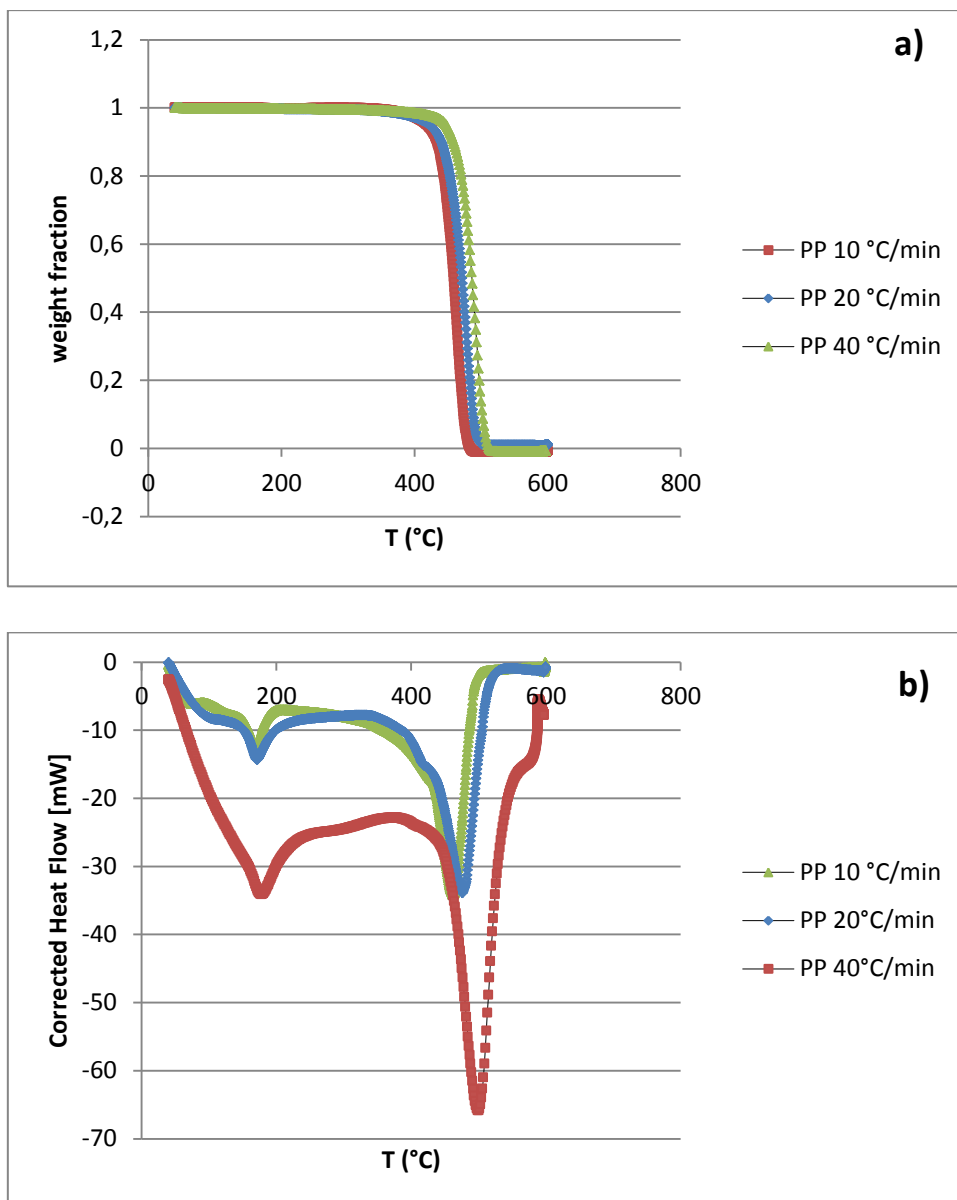 a)
1,2
1
0,8
0,6
0,4
0,2
0
-0,2
0 200 400 600 800
weight fraction
T (°C)
PP 10 °C/min
PP 20 °C/min
PP 40 °C/min
b)
0
-10
-20
-30
-40
-50
-60
-70
0 200 400 600 800
Corrected Heat Flow [mW]
T (°C)
PP 10 °C/min
PP 20°C/min
PP 40°C/min